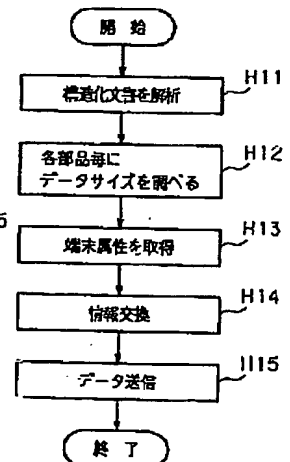 開始
構造化文書を解析
H11
各部品毎に
データサイズを調べる
H12
端末属性を取得
H13
情報交換
H14
データ送信
H15
終了